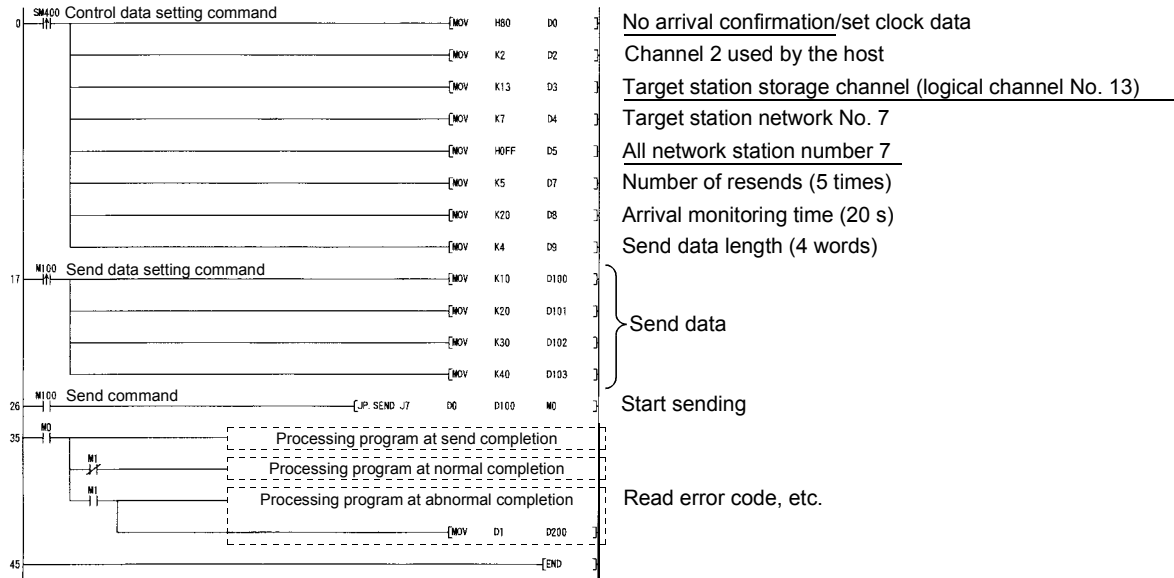 SM400 Control data setting command
0 [MOV H80 D0 ] No arrival confirmation/set clock data
[MOV K2 D2 ] Channel 2 used by the host
[MOV K13 D3 ] Target station storage channel (logical channel No. 13)
[MOV K7 D4 ] Target station network No. 7
[MOV H0FF D5 ] All network station number 7
[MOV K5 D7 ] Number of resends (5 times)
[MOV K20 D8 ] Arrival monitoring time (20 s)
[MOV K4 D9 ] Send data length (4 words)
M100 Send data setting command
17 [MOV K10 D100 ]
[MOV K20 D101 ]
Send data
[MOV K30 D102 ]
[MOV K40 D103 ]
M100 Send command
26 [JP.SEND J7 D0 D100 M0 ] Start sending
M0
35 Processing program at send completion
M1
Processing program at normal completion
M1
Processing program at abnormal completion Read error code, etc.
[MOV D1 D200 ]
45 [END ]